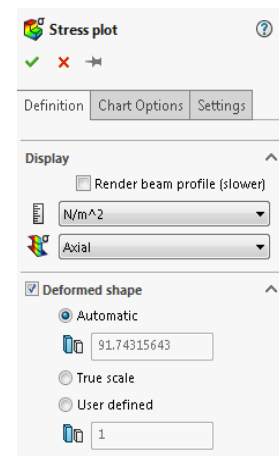 Stress plot
Definition Chart Options Settings
Display
Render beam profile (slower)
N/m^2
Axial
Deformed shape
Automatic
91.74315643
True scale
User defined
1